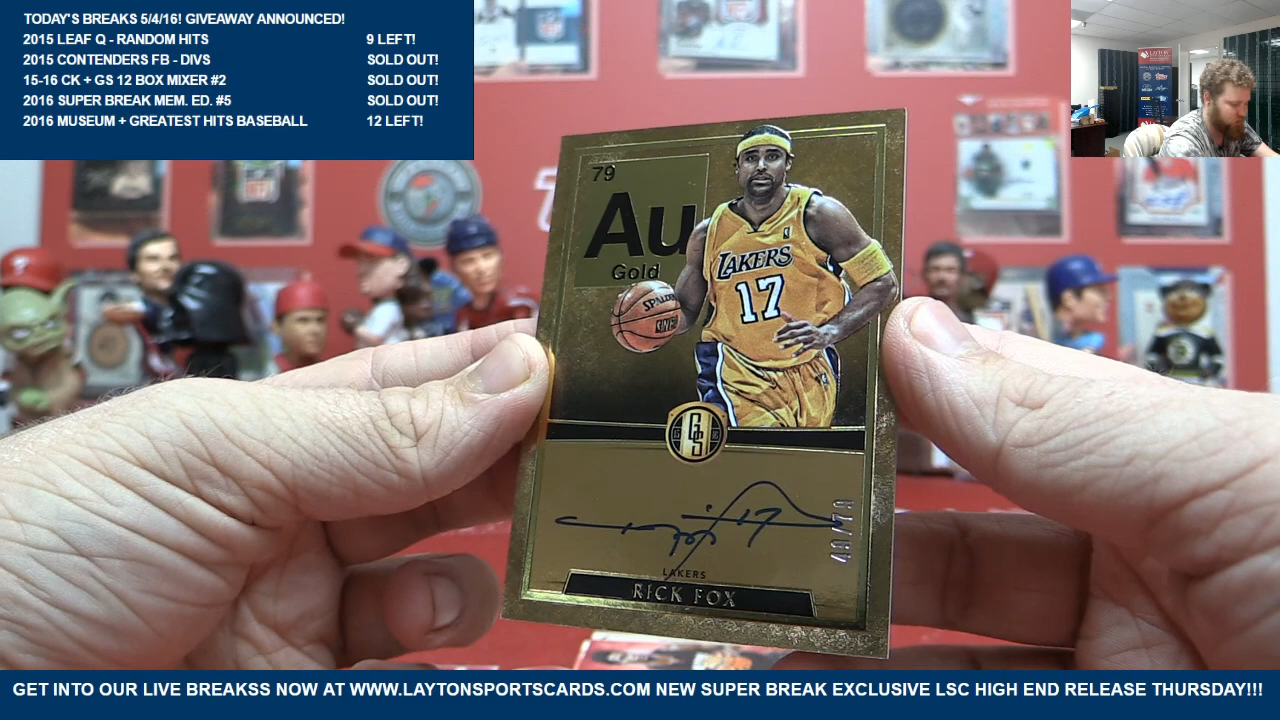 TODAY'S BREAKS 5/4/16! GIVEAWAY ANNOUNCED!
2015 LEAF Q - RANDOM HITS 9 LEFT!
2015 CONTENDERS FB - DIVS SOLD OUT!
15-16 CK + GS 12 BOX MIXER #2 SOLD OUT!
2016 SUPER BREAK MEM. ED. #5 SOLD OUT!
2016 MUSEUM + GREATEST HITS BASEBALL 12 LEFT!
79
Au
Gold
SPALDING
LAKERS
17
GS
LAKERS
RICK FOX
GET INTO OUR LIVE BREAKSS NOW AT WWW.LAYTONSPORTSCARDS.COM NEW SUPER BREAK EXCLUSIVE LSC HIGH END RELEASE THURSDAY!!!